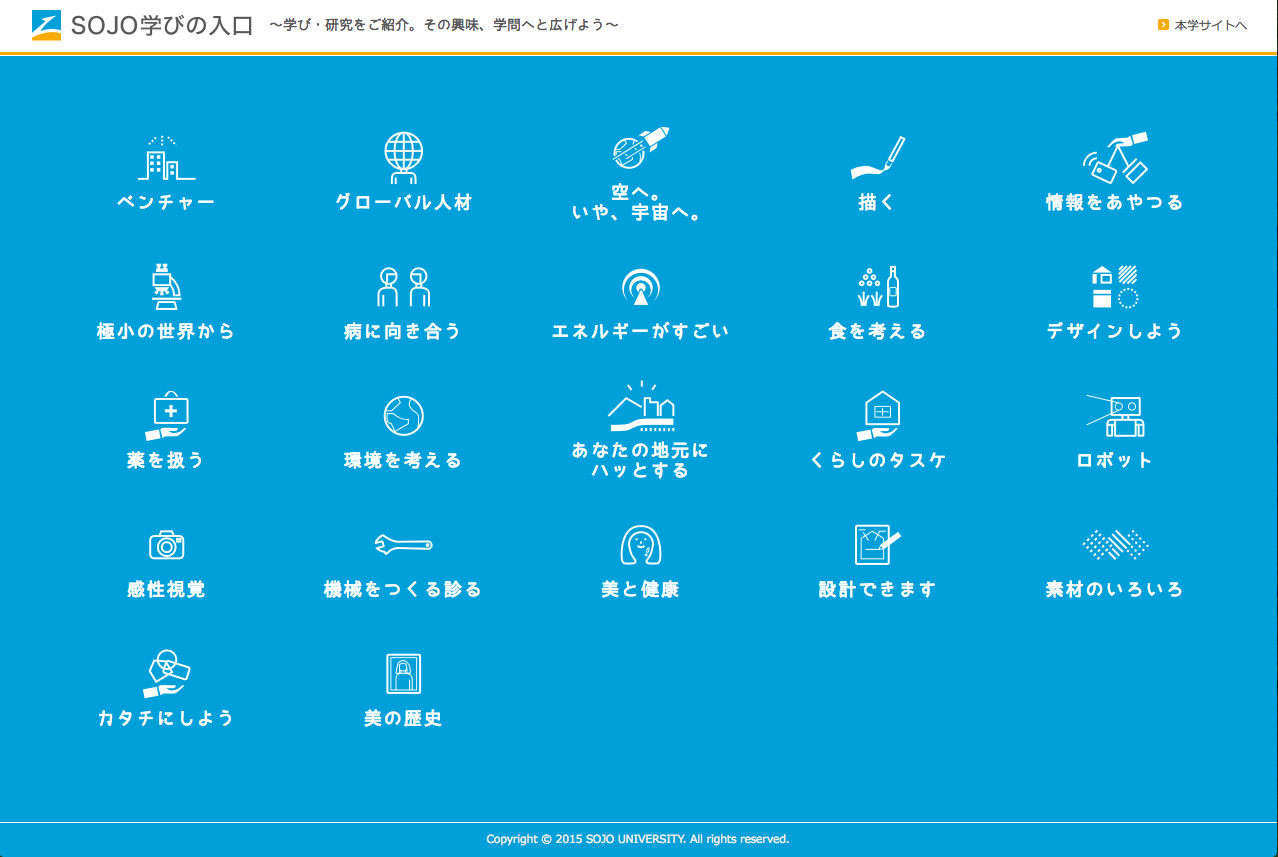 SOJO学びの入口
〜学び・研究をご紹介。その興味、学問へと広げよう〜
本学サイトへ
ベンチャー
グローバル人材
空へ。
いや、宇宙へ。
描く
情報をあやつる
極小の世界から
病に向き合う
エネルギーがすごい
食を考える
デザインしよう
薬を扱う
環境を考える
あなたの地元に
ハッとする
くらしのタスケ
ロボット
感性視覚
機械をつくる診る
美と健康
設計できます
素材のいろいろ
カタチにしよう
美の歴史
Copyright © 2015 SOJO UNIVERSITY. All rights reserved.